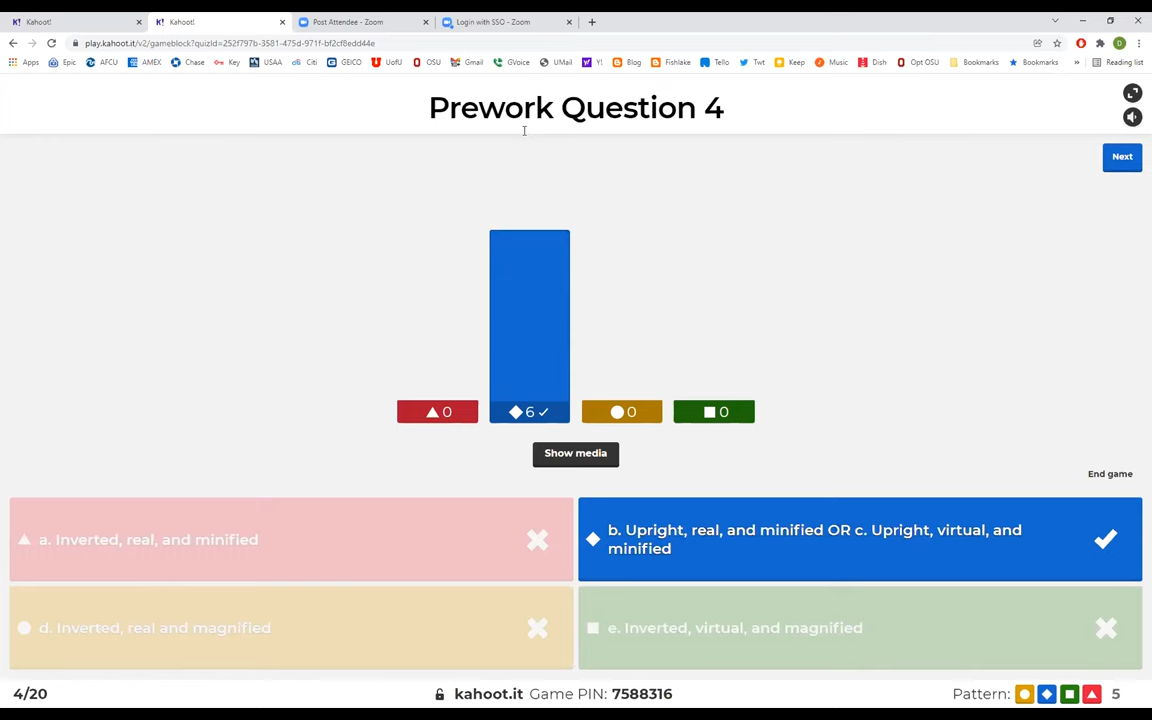 Kahoot!
Kahoot!
Post Attendee - Zoom
Login with SSO - Zoom
play.kahoot.it/v2/gameblock?quizId=252f797b-3581-475d-971f-bf2cf8edd44e
Apps Epic AFCU AMEX Chase Key USAA Citi GEICO UofU OSU Gmail GVoice UMail Y! Blog Fishlake Tello Twt Keep Music Dish Opt OSU Bookmarks Bookmarks » Reading list
Prework Question 4
Next
0
6
0
0
Show media
End game
a. Inverted, real, and minified
b. Upright, real, and minified OR c. Upright, virtual, and
minified
d. Inverted, real and magnified
e. Inverted, virtual, and magnified
4/20
kahoot.it Game PIN: 7588316
Pattern: 5